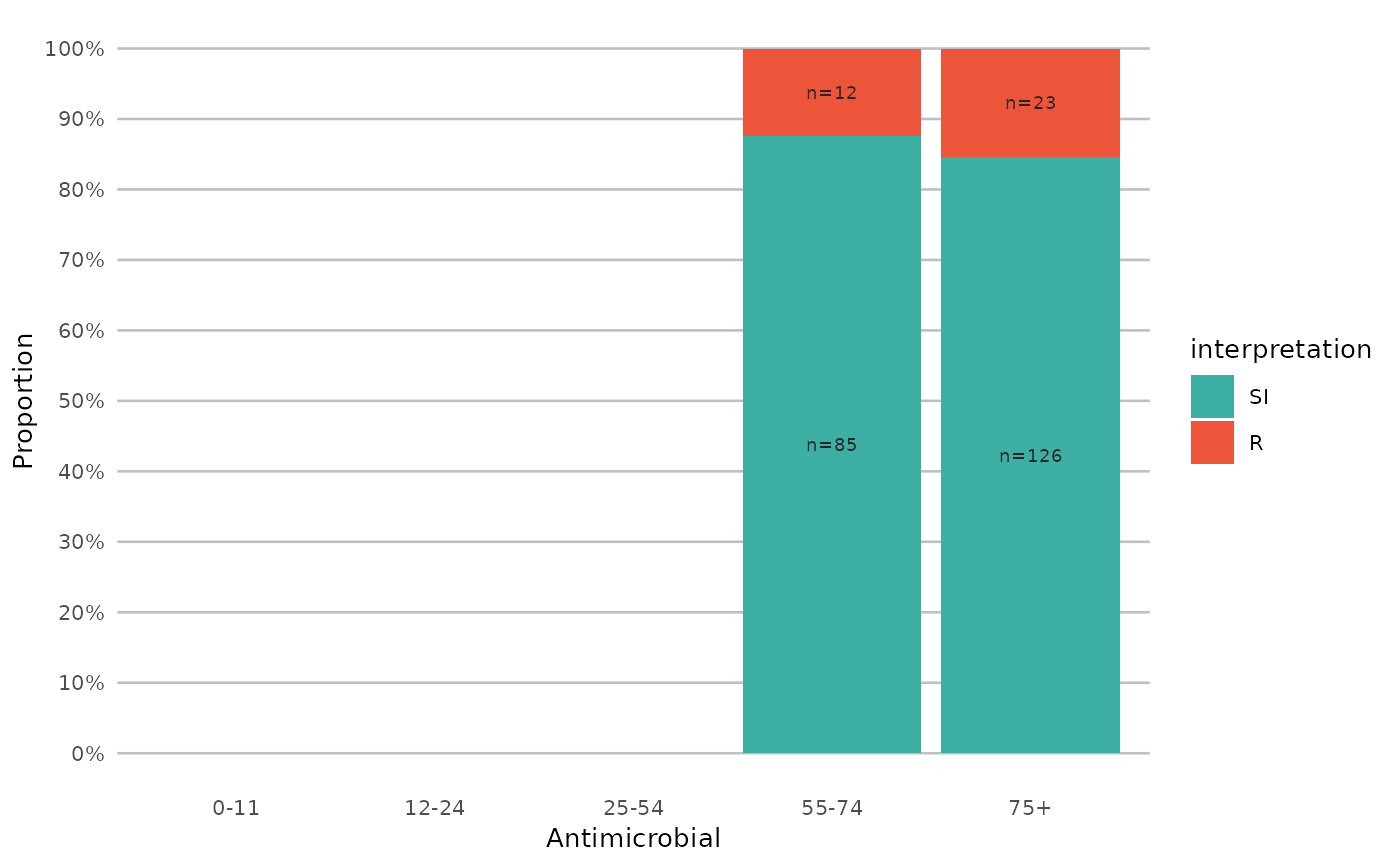 100%
90%
80%
70%
60%
50%
40%
30%
20%
10%
0%
Proportion
n=12
n=23
n=85
n=126
0-11
12-24
25-54
55-74
75+
Antimicrobial
interpretation
SI
R